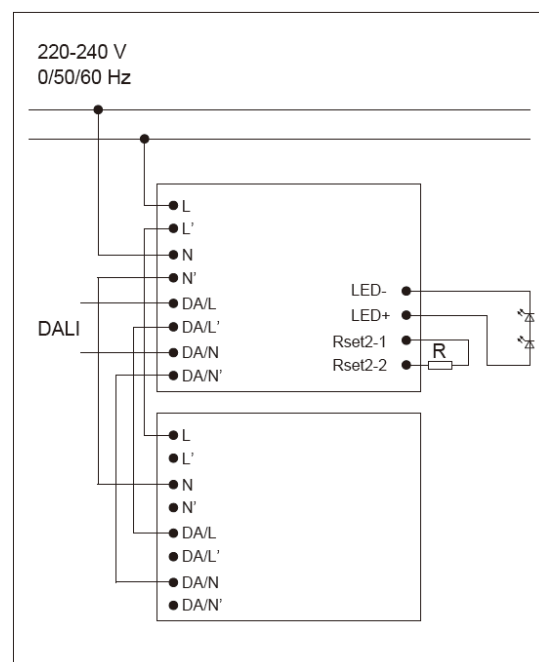 220-240 V
0/50/60 Hz
L
L'
N
N'
DA/L
DA/L'
DA/N
DA/N'
DALI
LED-
LED+
Rset2-1
Rset2-2
R
L
L'
N
N'
DA/L
DA/L'
DA/N
DA/N'